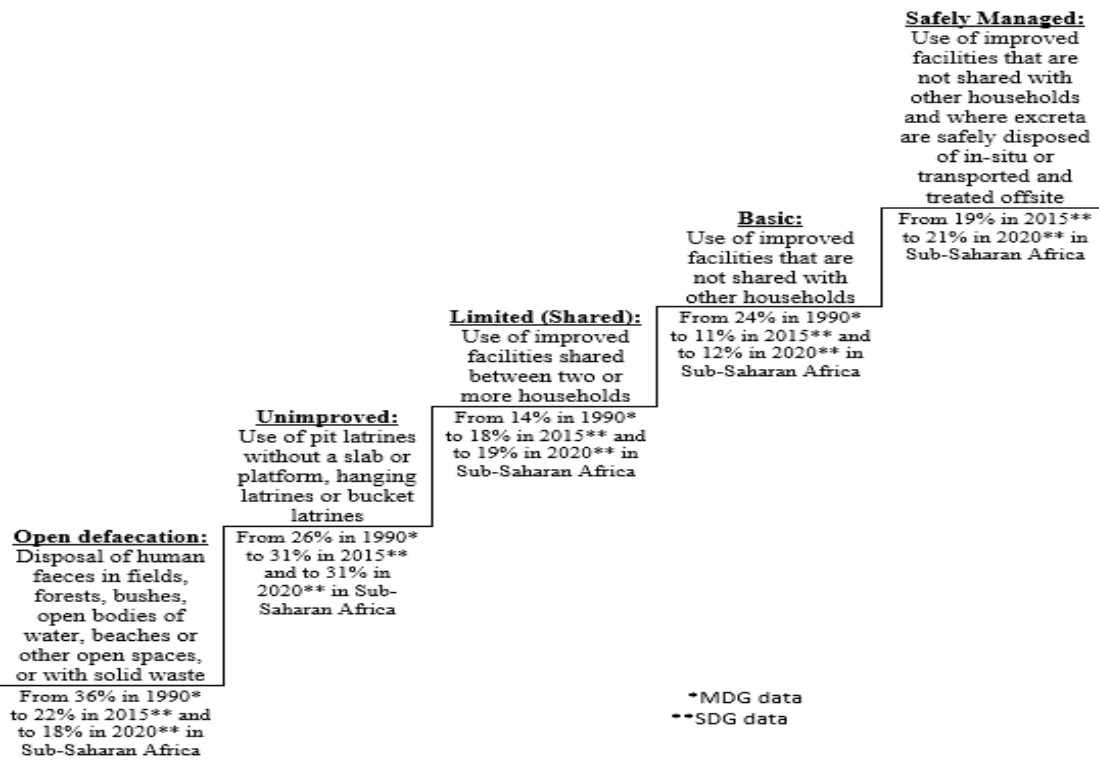 Safely Managed:
Use of improved
facilities that are
not shared with
other households
and where excreta
are safely disposed
of in-situ or
transported and
treated offsite
From 19% in 2015**
to 21% in 2020** in
Sub-Saharan Africa
Basic:
Use of improved
facilities that are
not shared with
other households
From 24% in 1990*
to 11% in 2015** and
to 12% in 2020** in
Sub-Saharan Africa
Limited (Shared):
Use of improved
facilities shared
between two or
more households
From 14% in 1990*
to 18% in 2015** and
to 19% in 2020** in
Sub-Saharan Africa
Unimproved:
Use of pit latrines
without a slab or
platform, hanging
latrines or bucket
latrines
From 26% in 1990*
to 31% in 2015**
and to 31% in
2020** in Sub-
Saharan Africa
Open defaecation:
Disposal of human
faeces in fields,
forests, bushes,
open bodies of
water, beaches or
other open spaces,
or with solid waste
From 36% in 1990*
to 22% in 2015** and
to 18% in 2020** in
Sub-Saharan Africa
*MDG data
**SDG data